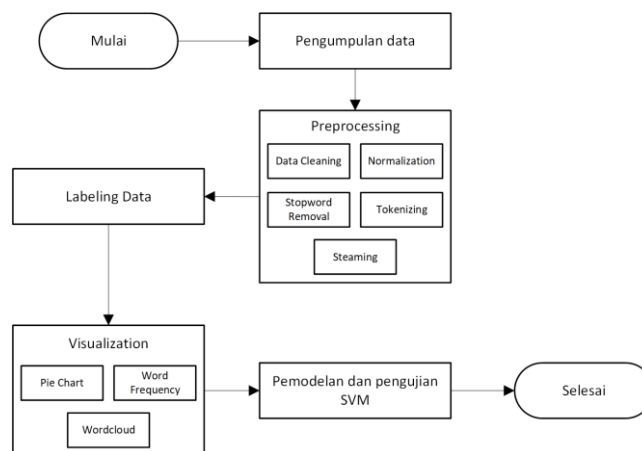 Mulai
Pengumpulan data
Preprocessing
Data Cleaning
Normalization
Stopword
Removal
Tokenizing
Steaming
Labeling Data
Visualization
Pie Chart
Word
Frequency
Wordcloud
Pemodelan dan pengujian
SVM
Selesai